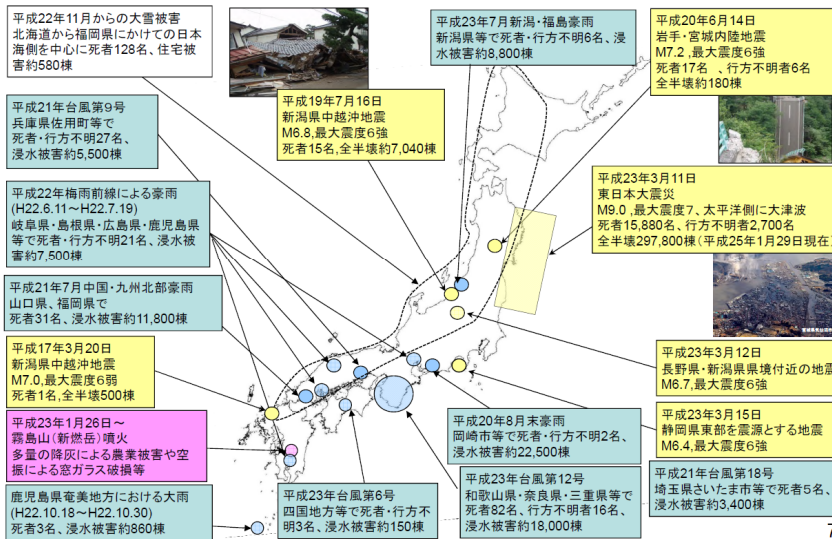 平成22年11月からの大雪被害
北海道から福岡県にかけての日本
海側を中心に死者128名、住宅被
害約580棟
平成23年7月新潟・福島豪雨
新潟県等で死者・行方不明6名、浸
水被害約8,800棟
平成20年6月14日
岩手・宮城内陸地震
M7.2 ,最大震度6強
死者17名 、行方不明者6名
全半壊約180棟
平成19年7月16日
新潟県中越沖地震
M6.8,最大震度6強
死者15名,全半壊約7,040棟
平成21年台風第9号
兵庫県佐用町等で
死者・行方不明27名、
浸水被害約5,500棟
平成23年3月11日
東日本大震災
M9.0 ,最大震度7、太平洋側に大津波
死者15,880名、行方不明者2,700名
全半壊297,800棟(平成25年1月29日現在)
平成22年梅雨前線による豪雨
(H22.6.11～H22.7.19)
岐阜県・島根県・広島県・鹿児島県
等で死者・行方不明21名、浸水被
害約7,500棟
平成21年7月中国・九州北部豪雨
山口県、福岡県で
死者31名、浸水被害約11,800棟
平成17年3月20日
新潟県中越沖地震
M7.0,最大震度6弱
死者1名,全半壊500棟
平成23年3月12日
長野県・新潟県県境付近の地震
M6.7,最大震度6強
平成23年1月26日～
霧島山(新燃岳)噴火
多量の降灰による農業被害や空
振による窓ガラス破損等
平成20年8月末豪雨
岡崎市等で死者・行方不明2名、
浸水被害約22,500棟
平成23年3月15日
静岡県東部を震源とする地震
M6.4,最大震度6強
鹿児島県奄美地方における大雨
(H22.10.18～H22.10.30)
死者3名、浸水被害約860棟
平成23年台風第6号
四国地方等で死者・行方不
明3名、浸水被害約150棟
平成23年台風第12号
和歌山県・奈良県・三重県等で
死者82名、行方不明者16名、
浸水被害約18,000棟
平成21年台風第18号
埼玉県さいたま市等で死者5名、
浸水被害約3,400棟
7